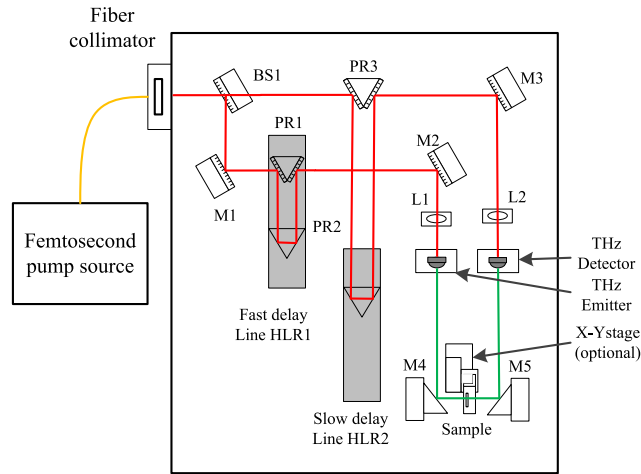 Fiber
collimator
BS1
PR3
M3
PR1
M2
M1
L1
L2
PR2
Femtosecond
pump source
THz
Detector
THz
Emitter
Fast delay
Line HLR1
X-Ystage
(optional)
M4
M5
Slow delay
Line HLR2
Sample